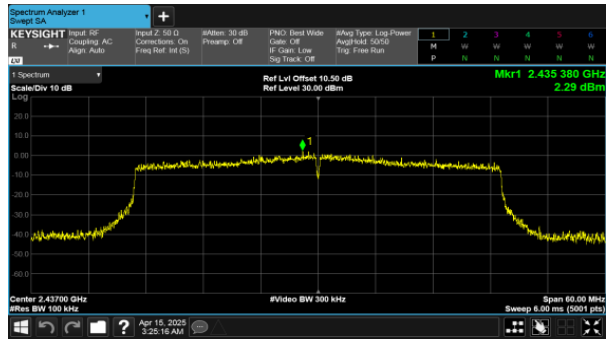 Spectrum Analyzer 1
Swept SA
+
KEYSIGHT Input: RF Input Z: 50 Ω #Atten: 30 dB PNO: Best Wide #Avg Type: Log-Power 1 2 3 4 5 6
R Coupling: AC Corrections: On Preamp: Off Gate: Off Avg|Hold: 50/50 M W W W W W
Align: Auto Freq Ref: Int (S) IF Gain: Low Trig: Free Run
Sig Track: Off P N N N N N
LXI
1 Spectrum
Ref Lvl Offset 10.50 dB Mkr1 2.435 380 GHz
Scale/Div 10 dB Ref Level 30.00 dBm 2.29 dBm
Log
20.0
10.0
1
0.00
-10.0
-20.0
-30.0
-40.0
-50.0
-60.0
Center 2.43700 GHz #Video BW 300 kHz Span 60.00 MHz
#Res BW 100 kHz Sweep 6.00 ms (5001 pts)
? Apr 15, 2025
3:25:16 AM